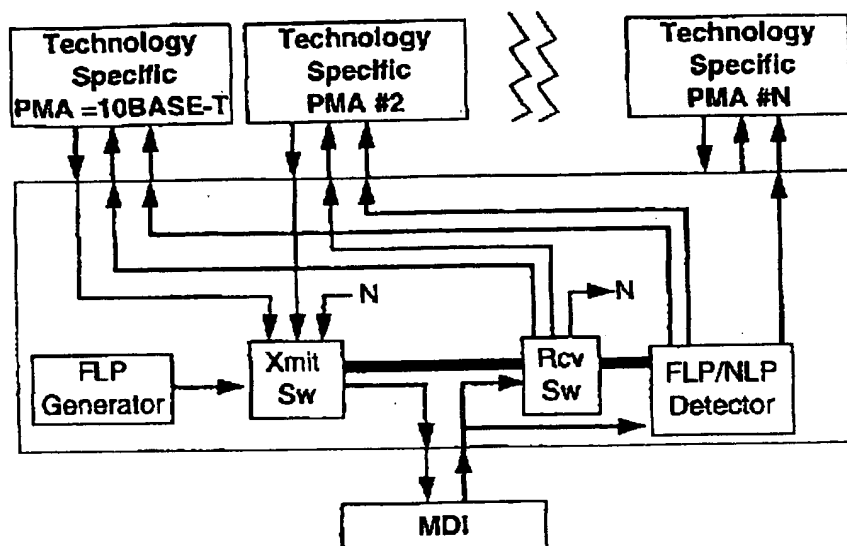 Technology
Specific
PMA =10BASE-T
Technology
Specific
PMA #2
Technology
Specific
PMA #N
N
N
FLP
Generator
Xmit
Sw
Rcv
Sw
FLP/NLP
Detector
MDI